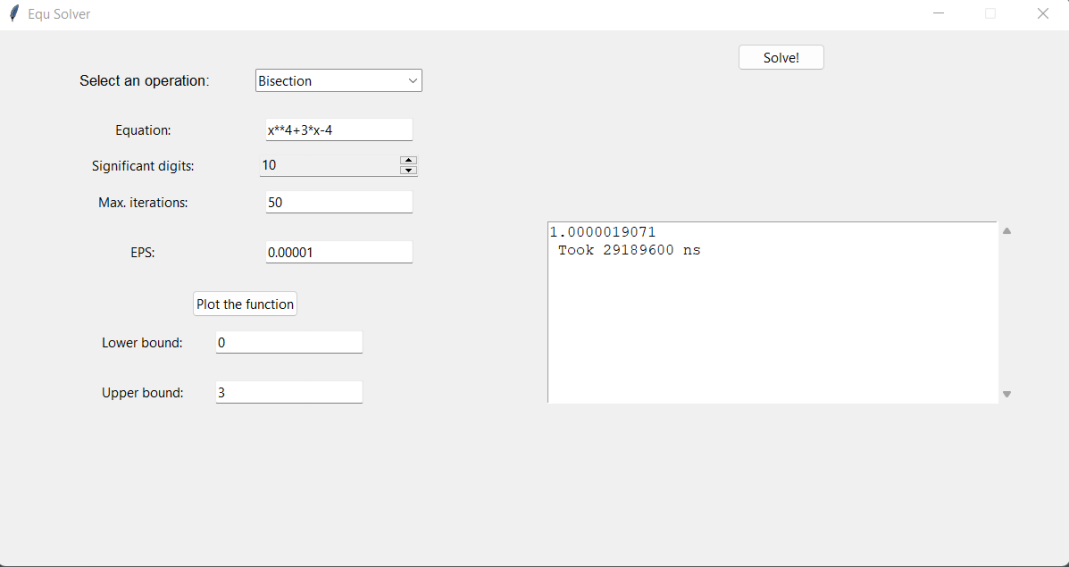 Equ Solver
Solve!
Select an operation: Bisection
Equation: x**4+3*x-4
Significant digits: 10
Max. iterations: 50
EPS: 0.00001
Plot the function
Lower bound: 0
Upper bound: 3
1.0000019071
Took 29189600 ns